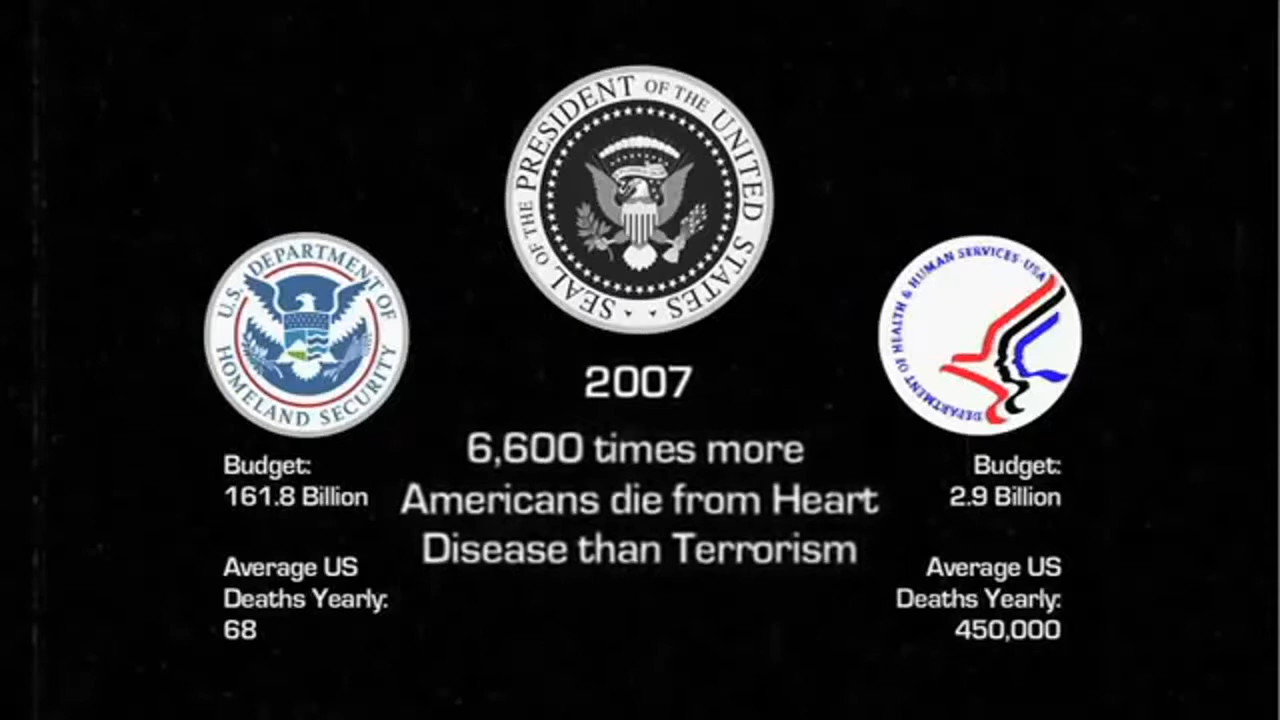 SEAL OF THE PRESIDENT OF THE UNITED STATES
U.S. DEPARTMENT OF HOMELAND SECURITY
DEPARTMENT OF HEALTH & HUMAN SERVICES·USA
2007
6,600 times more
Americans die from Heart
Disease than Terrorism
Budget:
161.8 Billion
Average US
Deaths Yearly:
68
Budget:
2.9 Billion
Average US
Deaths Yearly:
450,000